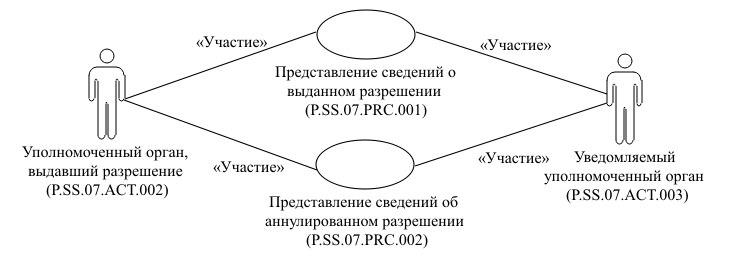 «Участие»
«Участие»
Представление сведений о
выданном разрешении
(P.SS.07.PRC.001)
Уполномоченный орган,
выдавший разрешение
(P.SS.07.ACT.002)
Уведомляемый
уполномоченный орган
(P.SS.07.ACT.003)
«Участие»
«Участие»
Представление сведений об
аннулированном разрешении
(P.SS.07.PRC.002)